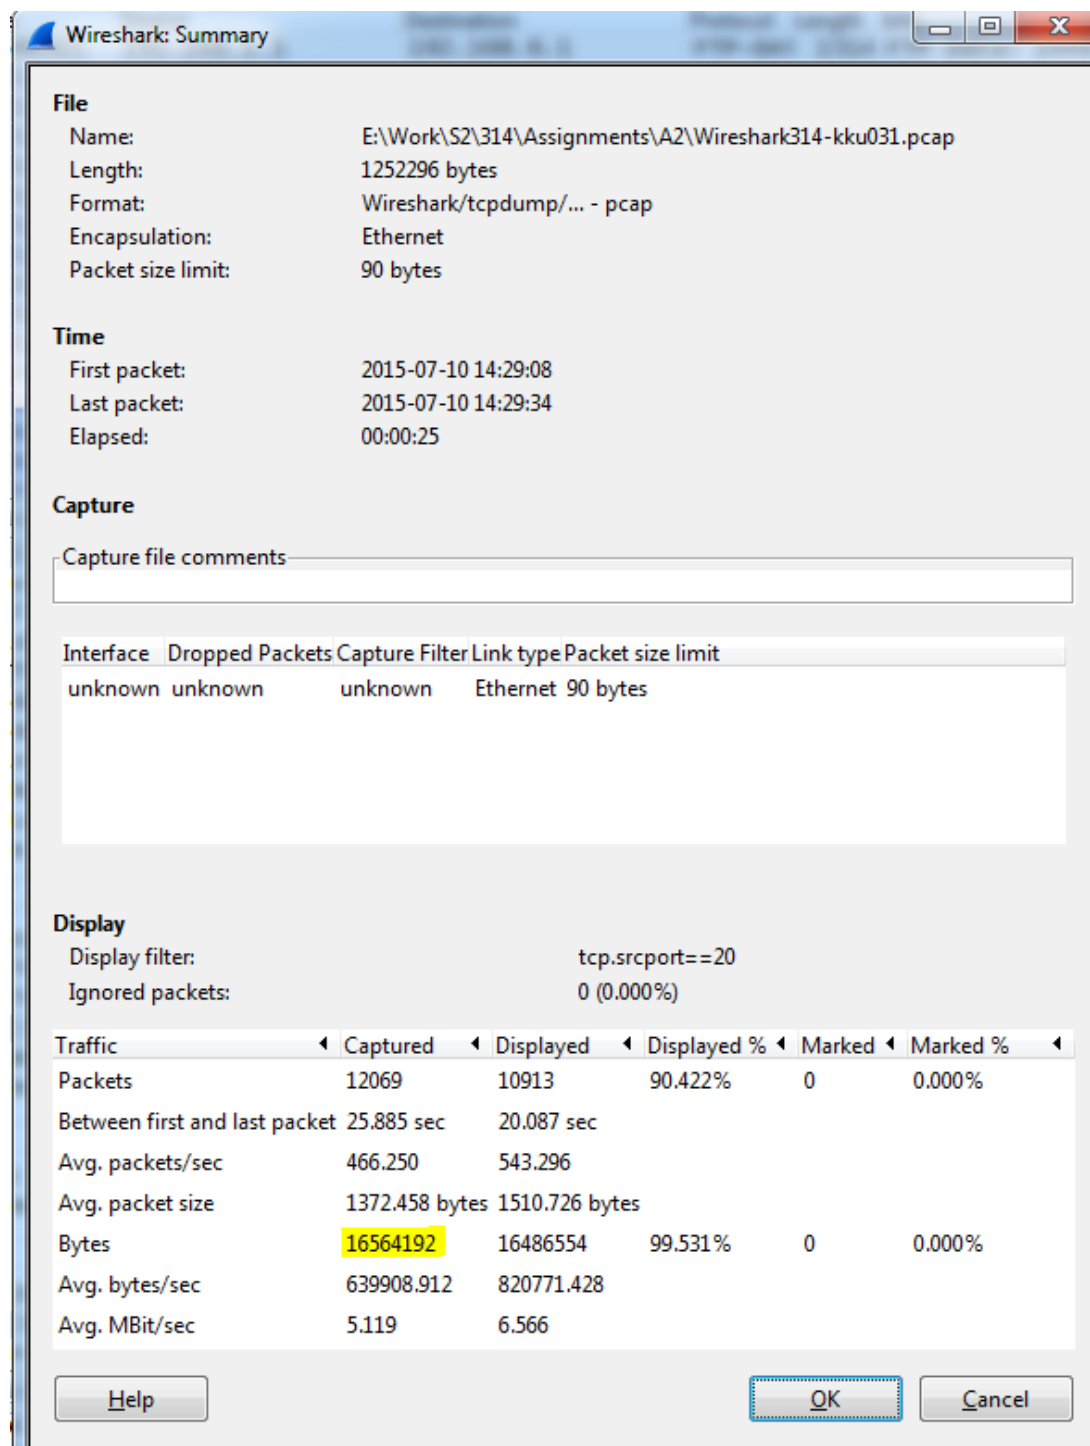 Destination
Protocol Length
Wireshark: Summary
File
Name: E:\Work\S2\314\Assignments\A2\Wireshark314-kku031.pcap
Length: 1252296 bytes
Format: Wireshark/tcpdump/... - pcap
Encapsulation: Ethernet
Packet size limit: 90 bytes
Time
First packet: 2015-07-10 14:29:08
Last packet: 2015-07-10 14:29:34
Elapsed: 00:00:25
Capture
Capture file comments
Interface Dropped Packets Capture Filter Link type Packet size limit
unknown unknown unknown Ethernet 90 bytes
Display
Display filter: tcp.srcport==20
Ignored packets: 0 (0.000%)
Traffic Captured Displayed Displayed % Marked Marked %
Packets 12069 10913 90.422% 0 0.000%
Between first and last packet 25.885 sec 20.087 sec
Avg. packets/sec 466.250 543.296
Avg. packet size 1372.458 bytes 1510.726 bytes
Bytes 16564192 16486554 99.531% 0 0.000%
Avg. bytes/sec 639908.912 820771.428
Avg. MBit/sec 5.119 6.566
Help OK Cancel